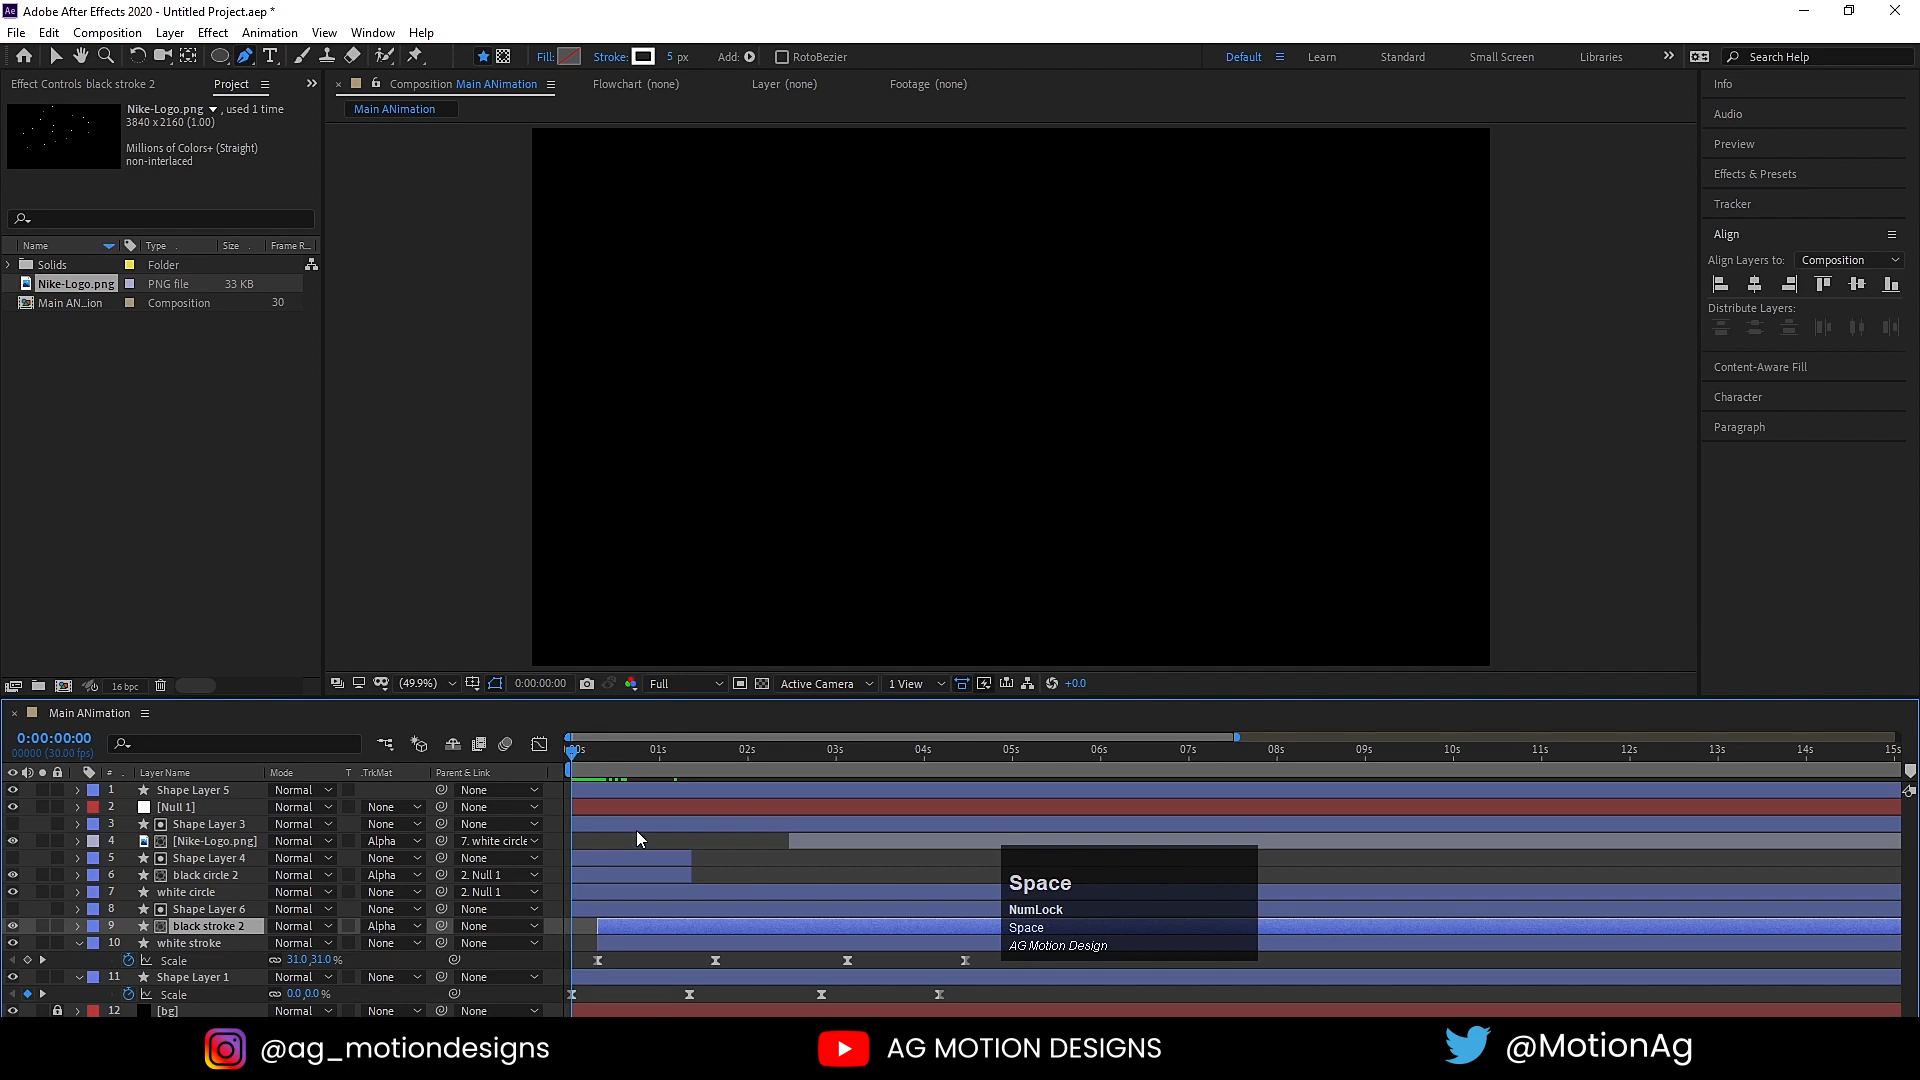 Adobe After Effects 2020 - Untitled Project.aep *
File Edit Composition Layer Effect Animation View Window Help
Fill: Stroke: 5 px Add: RotoBezier Default Learn Standard Small Screen Libraries Search Help
Effect Controls black stroke 2 Project
Composition Main ANimation Flowchart (none) Layer (none) Footage (none)
Main ANimation
Nike-Logo.png , used 1 time
3840 x 2160 (1.00)
Millions of Colors+ (Straight)
non-interlaced
Name Type Size Frame R...
Solids Folder
Nike-Logo.png PNG file 33 KB
Main AN...ion Composition 30
Info
Audio
Preview
Effects & Presets
Tracker
Align
Align Layers to: Composition
Distribute Layers:
Content-Aware Fill
Character
Paragraph
16 bpc
(49.9%) 0:00:00:00 Full Active Camera 1 View +0.0
Main ANimation
0:00:00:00
00000 (30.00 fps)
:00s 01s 02s 03s 04s 05s 06s 07s 08s 09s 10s 11s 12s 13s 14s 15s
# Layer Name Mode T .TrkMat Parent & Link
1 Shape Layer 5 Normal None
2 [Null 1] Normal None None
3 Shape Layer 3 Normal None None
4 [Nike-Logo.png] Normal Alpha 7. white circle
5 Shape Layer 4 Normal None None
6 black circle 2 Normal Alpha 2. Null 1
7 white circle Normal None 2. Null 1
8 Shape Layer 6 Normal None None
9 black stroke 2 Normal Alpha None
10 white stroke Normal None None
Scale 31.0,31.0 %
11 Shape Layer 1 Normal None None
Scale 0.0,0.0 %
12 [bg] Normal None None
Space
NumLock
Space
AG Motion Design
@ag_motiondesigns AG MOTION DESIGNS @MotionAg